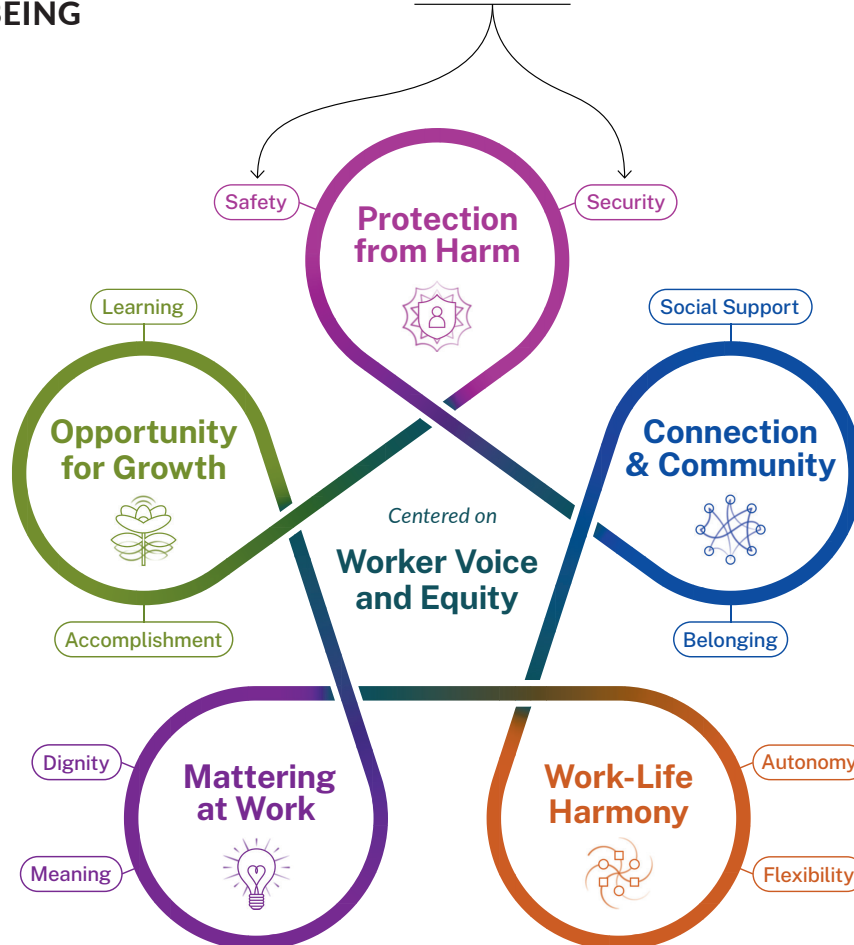 Safety
Security
Protection
from Harm
Learning
Social Support
Opportunity
for Growth
Connection
& Community
Centered on
Worker Voice
and Equity
Accomplishment
Belonging
Dignity
Mattering
at Work
Meaning
Work-Life
Harmony
Autonomy
Flexibility